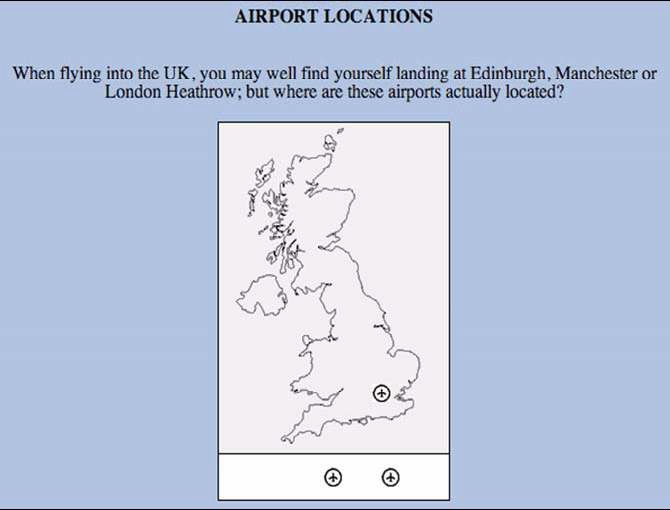 AIRPORT LOCATIONS
When flying into the UK, you may well find yourself landing at Edinburgh, Manchester or
London Heathrow; but where are these airports actually located?